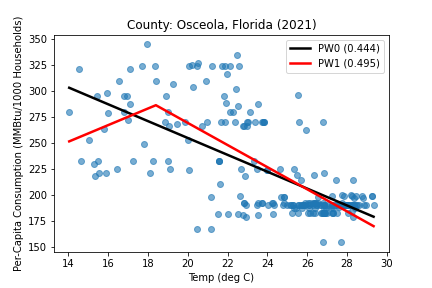 County: Osceola, Florida (2021)
Per-Capita Consumption (MMBtu/1000 Households)
350
325
300
275
250
225
200
175
150
PW0 (0.444)
PW1 (0.495)
14 16 18 20 22 24 26 28 30
Temp (deg C)